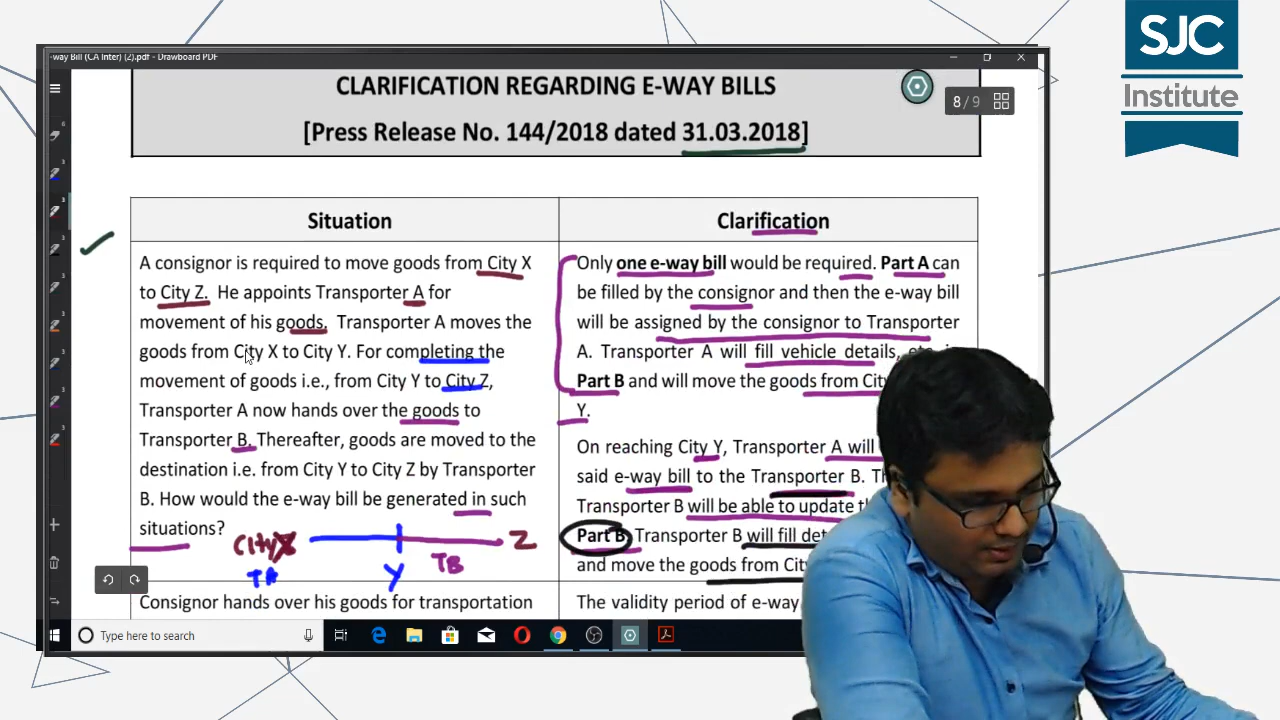 SJC
Institute
-way Bill (CA Inter) (2).pdf - Drawboard PDF
8 / 9
CLARIFICATION REGARDING E-WAY BILLS
[Press Release No. 144/2018 dated 31.03.2018]
Situation
A consignor is required to move goods from City X
to City Z. He appoints Transporter A for
movement of his goods. Transporter A moves the
goods from City X to City Y. For completing the
movement of goods i.e., from City Y to City Z,
Transporter A now hands over the goods to
Transporter B. Thereafter, goods are moved to the
destination i.e. from City Y to City Z by Transporter
B. How would the e-way bill be generated in such
situations?
City X
Z
TA
Y
TB
Consignor hands over his goods for transportation
Clarification
Only one e-way bill would be required. Part A can
be filled by the consignor and then the e-way bill
will be assigned by the consignor to Transporter
A. Transporter A will fill vehicle details,
Part B and will move the goods from City
Y.
On reaching City Y, Transporter A will
said e-way bill to the Transporter B.
Transporter B will be able to update
Part B. Transporter B will fill
and move the goods from City
The validity period of e-way
Type here to search